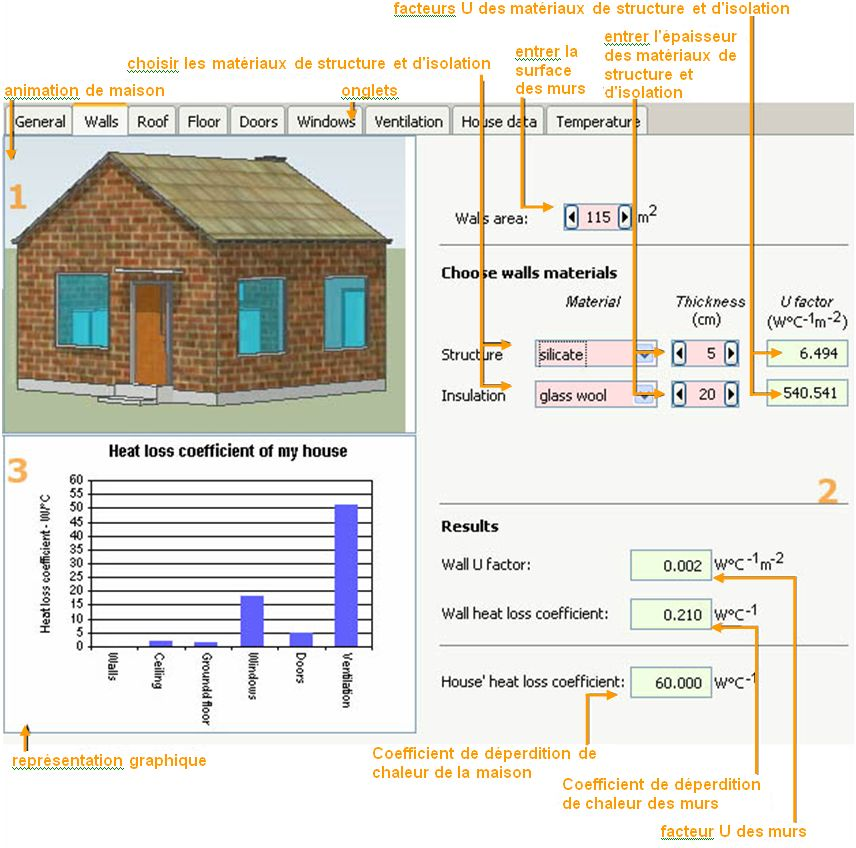 facteurs U des matériaux de structure et d'isolation
entrer l'épaisseur
des matériaux de
structure et
d'isolation
entrer la
surface
des murs
choisir les matériaux de structure et d'isolation
animation de maison
onglets
General Walls Roof Floor Doors Windows Ventilation House data Temperature
1
Walls area: 115 m2
Choose walls materials
Material Thickness (cm) U factor (W°C-1m-2)
Structure silicate 5 6.494
Insulation glass wool 20 540.541
2
Results
Wall U factor: 0.002 W°C-1m-2
Wall heat loss coefficient: 0.210 W°C-1
House' heat loss coefficient: 60.000 W°C-1
3
Heat loss coefficient of my house
Heat loss coefficient - W/°C
60
55
50
45
40
35
30
25
20
15
10
5
0
Walls
Ceiling
Groundd floor
Windows
Doors
Ventilation
représentation graphique
Coefficient de déperdition de
chaleur de la maison
Coefficient de déperdition
de chaleur des murs
facteur U des murs